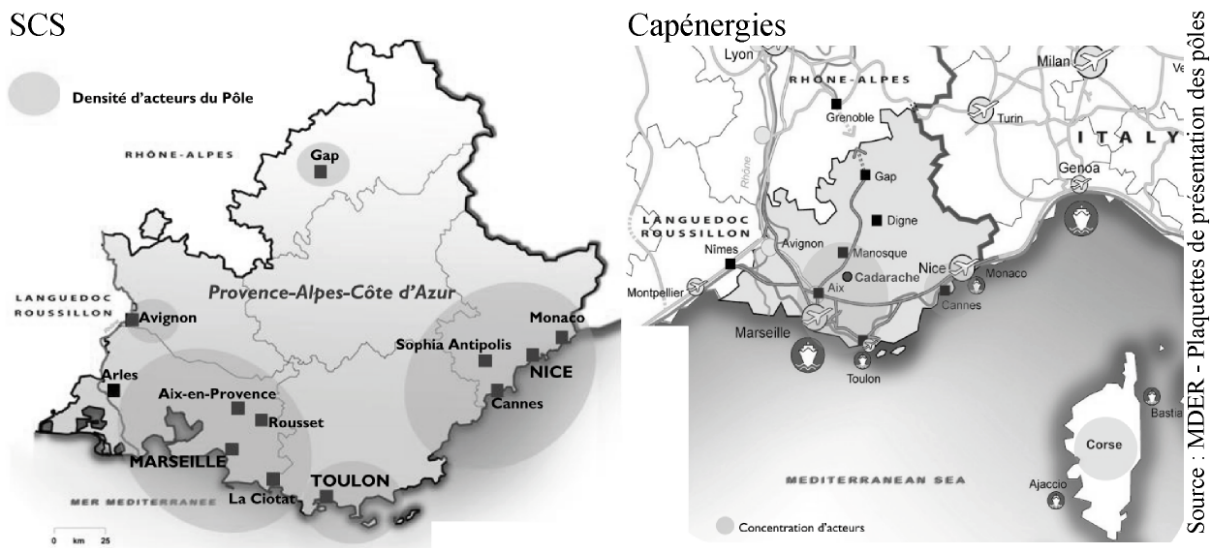 SCS
Densité d'acteurs du Pôle
RHÔNE-ALPES
Gap
Provence-Alpes-Côte d'Azur
LANGUEDOC
ROUSSILLON
Avignon
Monaco
Sophia Antipolis
NICE
Arles
Cannes
Aix-en-Provence
Rousset
MARSEILLE
TOULON
La Ciotat
MER MEDITERRANEE
0 km 25
Capénergies
Lyon
Milan
RHÔNE-ALPES
Grenoble
Turin
ITALY
Rhône
Genoa
Gap
LANGUEDOC
ROUSSILLON
Digne
Nîmes
Avignon
Manosque
Cadarache
Nice
Monaco
Montpellier
Aix
Cannes
Marseille
Toulon
Bastia
Corse
MEDITERRANEAN SEA
Ajaccio
Concentration d'acteurs
Source : MDER - Plaquettes de présentation des pôles